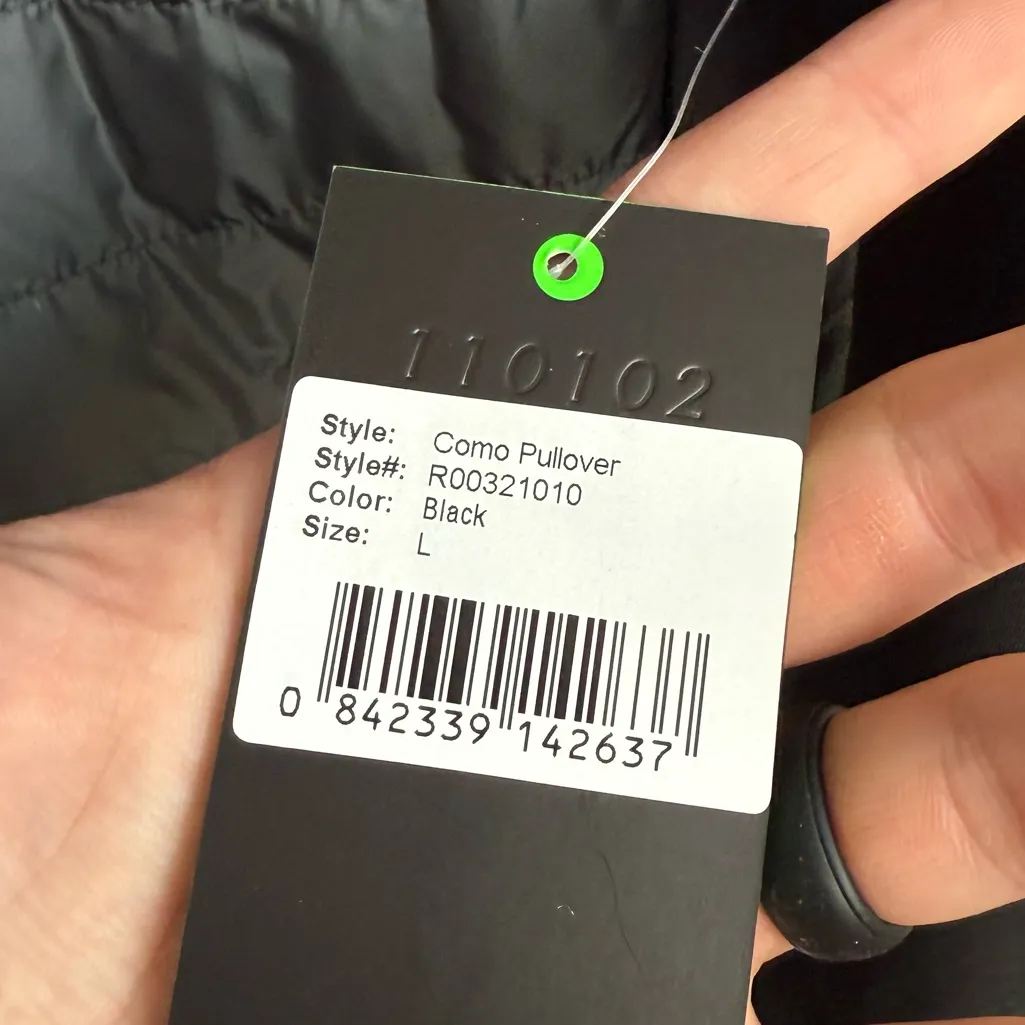 110102
Style: Como Pullover
Style#: R00321010
Color: Black
Size: L
0 842339 142637